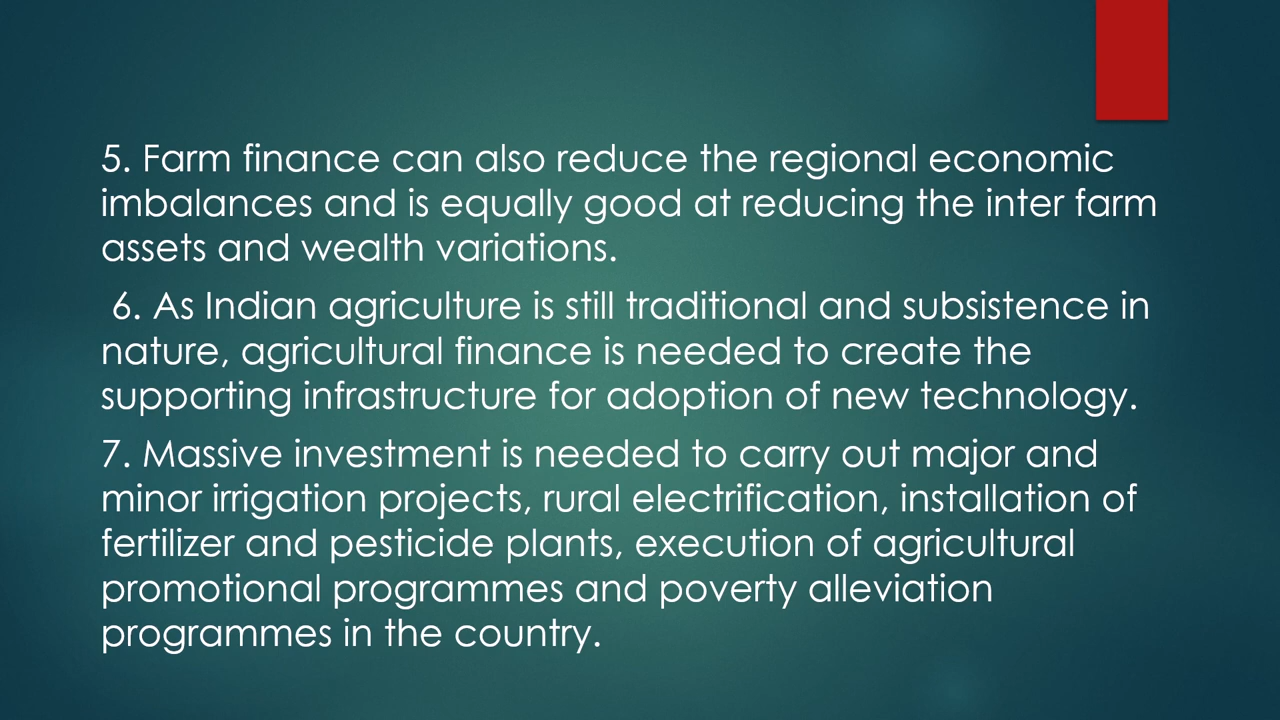 5. Farm finance can also reduce the regional economic
imbalances and is equally good at reducing the inter farm
assets and wealth variations.
6. As Indian agriculture is still traditional and subsistence in
nature, agricultural finance is needed to create the
supporting infrastructure for adoption of new technology.
7. Massive investment is needed to carry out major and
minor irrigation projects, rural electrification, installation of
fertilizer and pesticide plants, execution of agricultural
promotional programmes and poverty alleviation
programmes in the country.